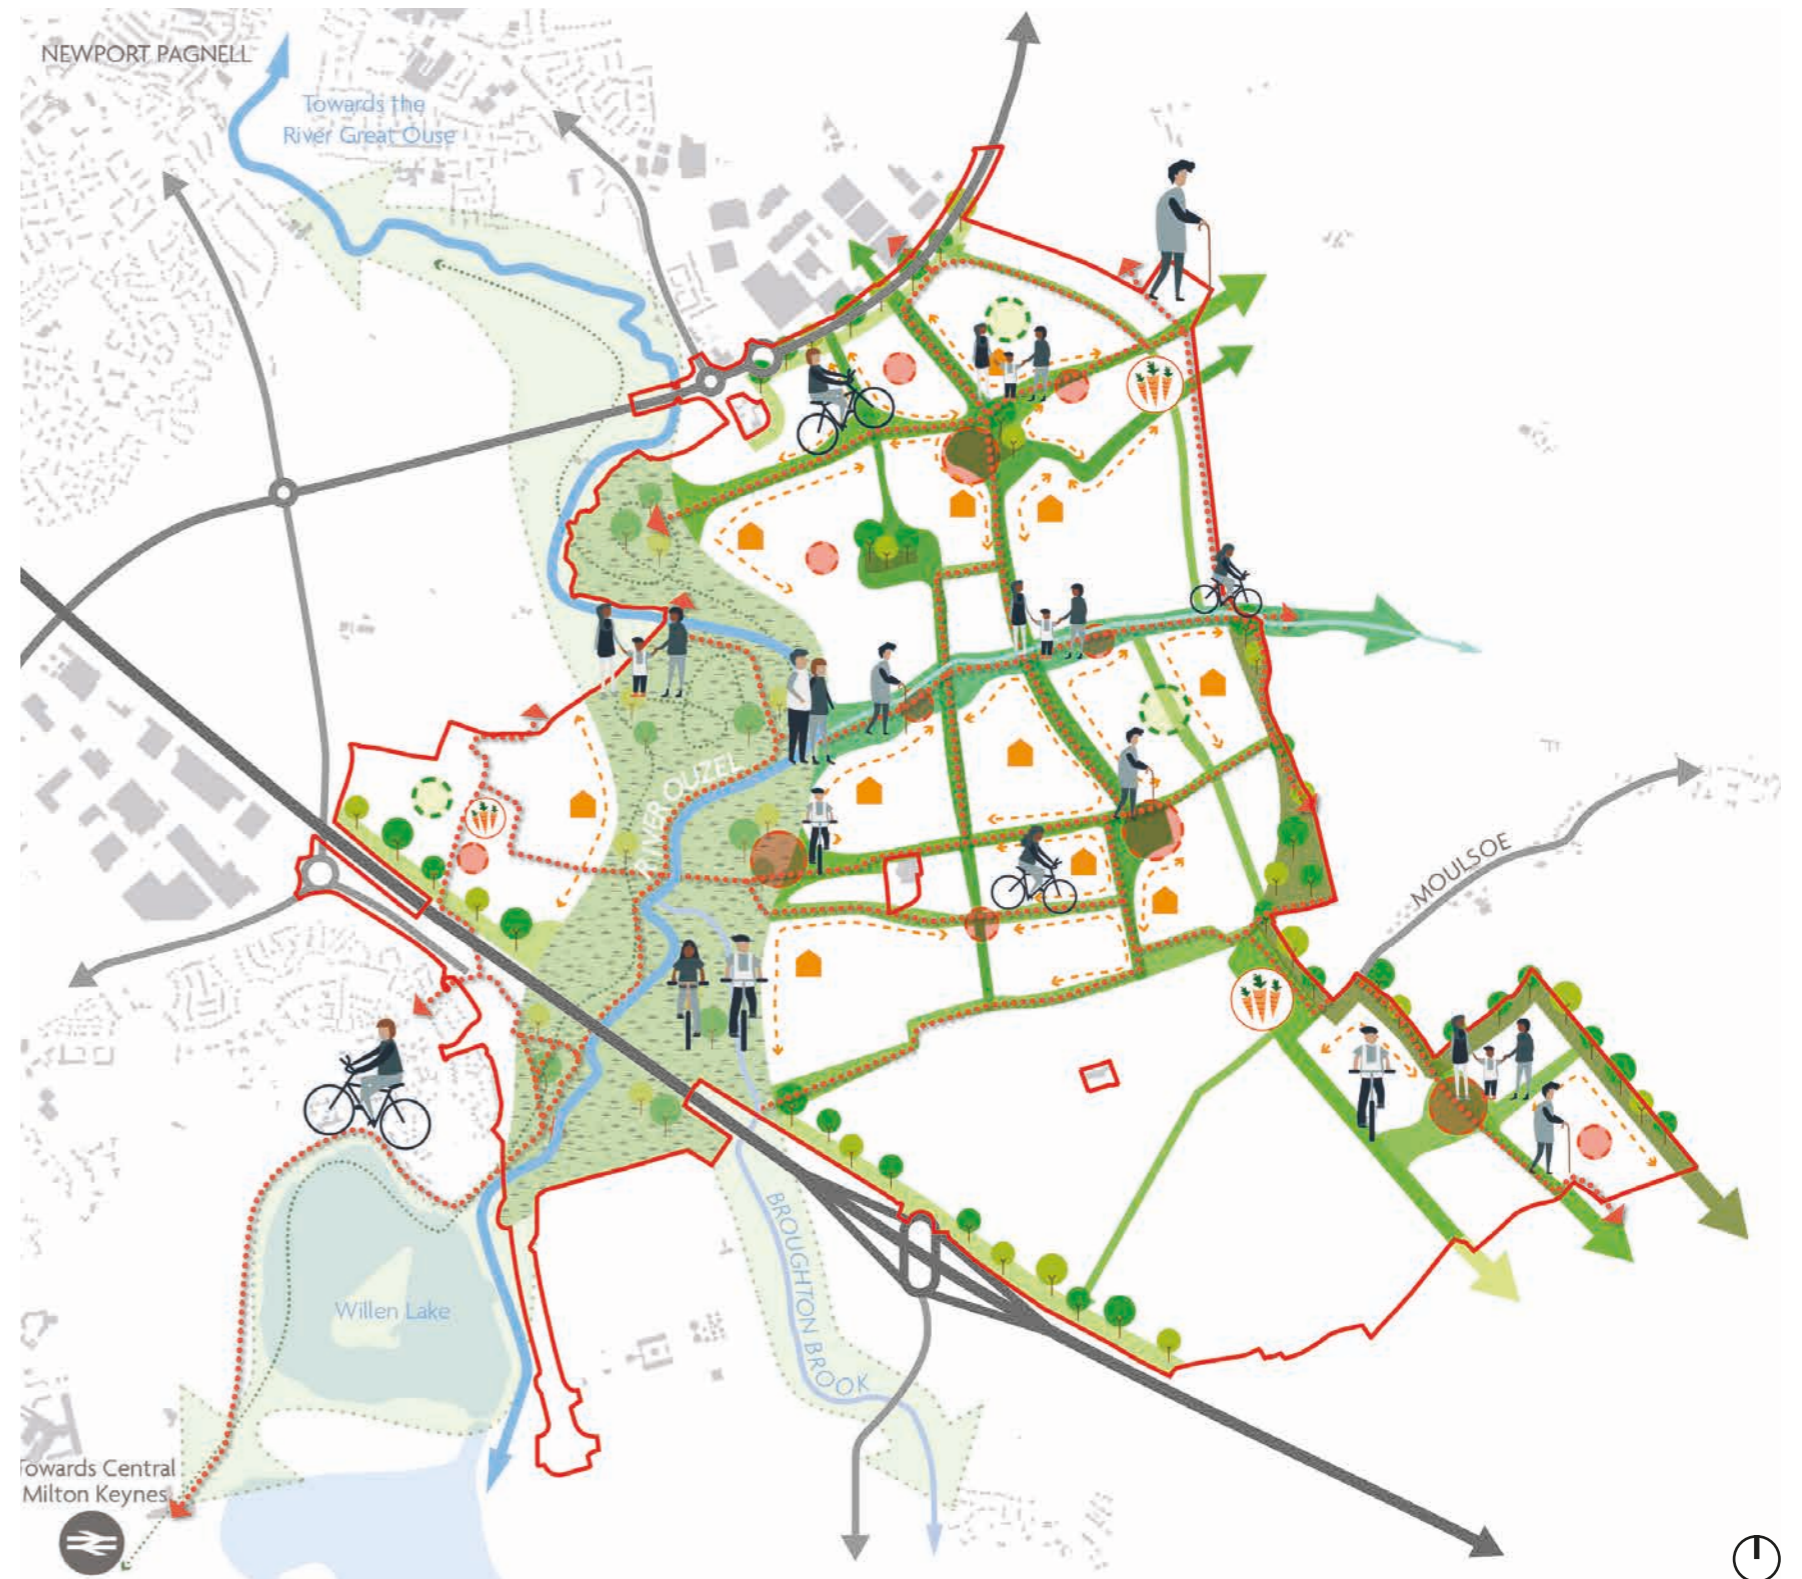 NEWPORT PAGNELL
Towards the
River Great Ouse
RIVER OUZEL
MOULSOE
BROUGHTON BROOK
Willen Lake
owards Central
Milton Keynes